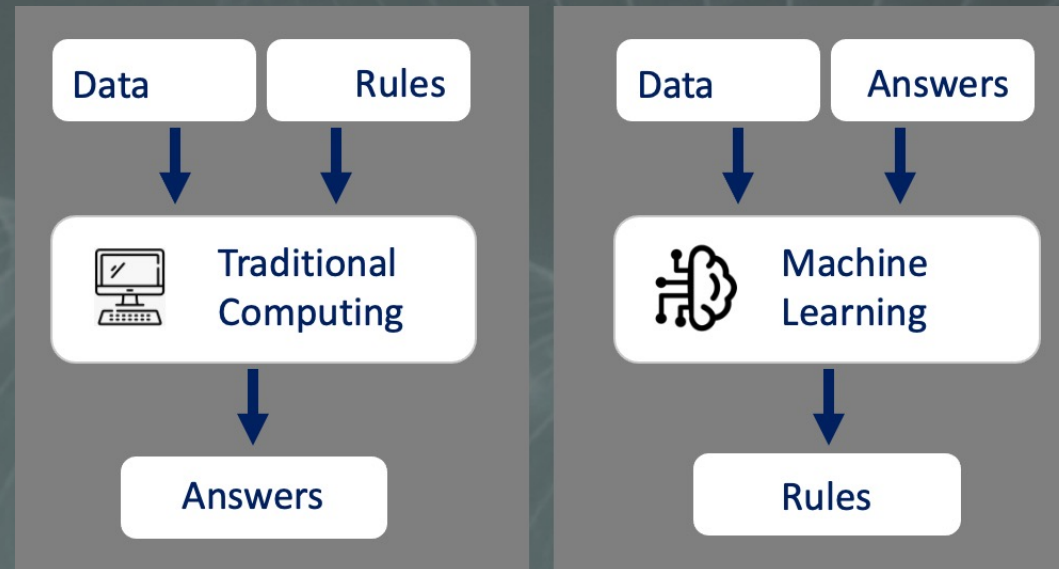 Data
Rules
Traditional
Computing
Answers
Data
Answers
Machine
Learning
Rules